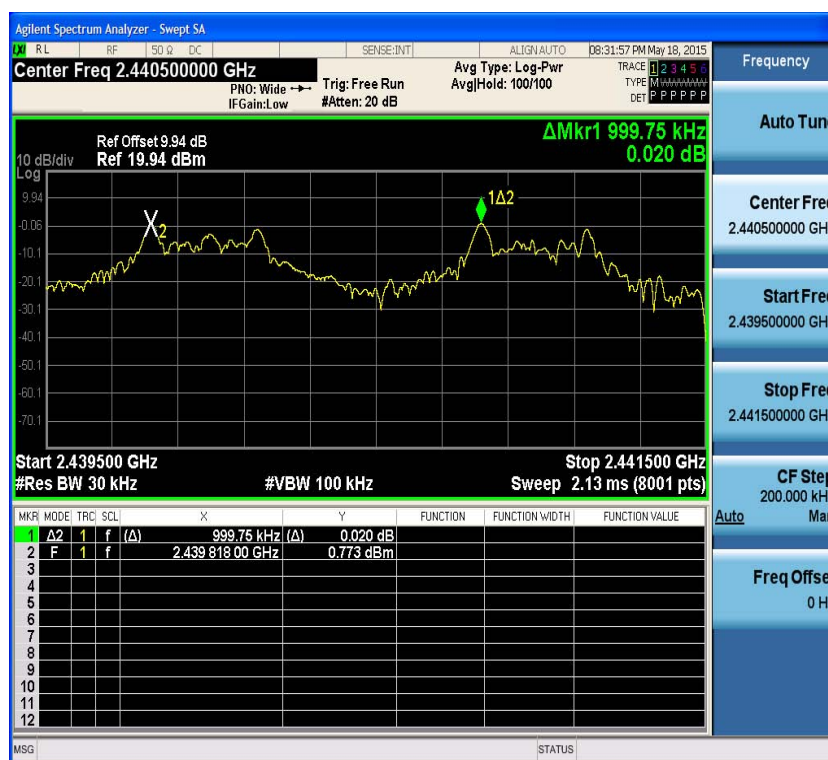 Agilent Spectrum Analyzer - Swept SA
LXI RL RF 50 Ω DC SENSE:INT ALIGN AUTO 08:31:57 PM May 18, 2015
Center Freq 2.440500000 GHz
PNO: Wide
IFGain:Low
Trig: Free Run
#Atten: 20 dB
Avg Type: Log-Pwr
Avg|Hold: 100/100
TRACE 1 2 3 4 5 6
TYPE M
DET P P P P P P
Ref Offset 9.94 dB
10 dB/div Ref 19.94 dBm
Log
ΔMkr1 999.75 kHz
0.020 dB
9.94
-0.06
-10.1
-20.1
-30.1
-40.1
-50.1
-60.1
-70.1
2
1Δ2
Start 2.439500 GHz Stop 2.441500 GHz
#Res BW 30 kHz #VBW 100 kHz Sweep 2.13 ms (8001 pts)
MKR MODE TRC SCL X Y FUNCTION FUNCTION WIDTH FUNCTION VALUE
1 Δ2 1 f (Δ) 999.75 kHz (Δ) 0.020 dB
2 F 1 f 2.439 818 00 GHz 0.773 dBm
3
4
5
6
7
8
9
10
11
12
MSG STATUS
Frequency
Auto Tun
Center Fre
2.440500000 GH
Start Fre
2.439500000 GH
Stop Fre
2.441500000 GH
CF Step
200.000 kH
Auto Ma
Freq Offse
0 H